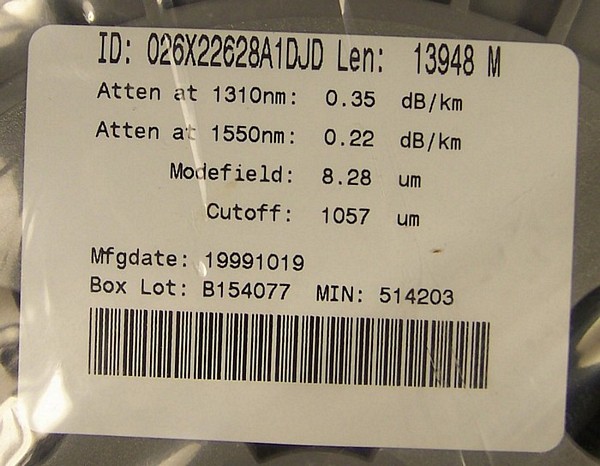 ID: 026X22628A1DJD Len: 13948 M
Atten at 1310nm: 0.35 dB/km
Atten at 1550nm: 0.22 dB/km
Modefield: 8.28 um
Cutoff: 1057 um
Mfgdate: 19991019
Box Lot: B154077 MIN: 514203